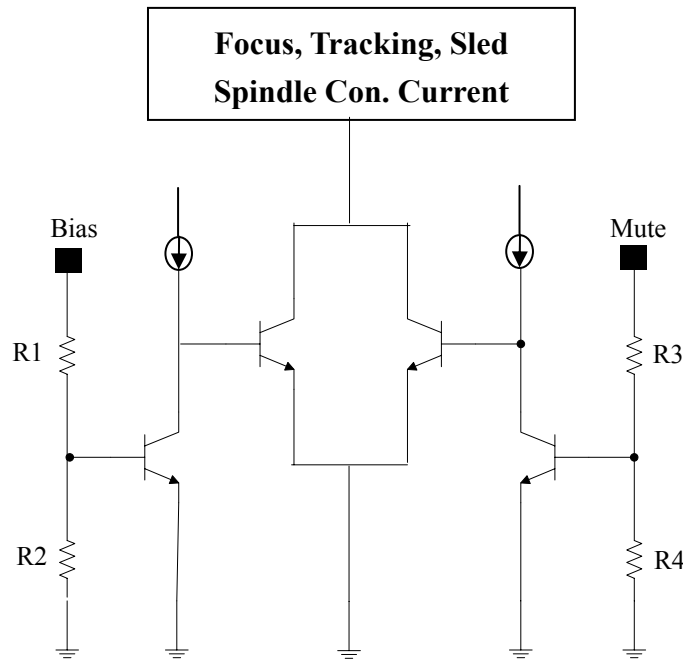 Focus, Tracking, Sled
Spindle Con. Current
Bias
Mute
R1
R3
R2
R4